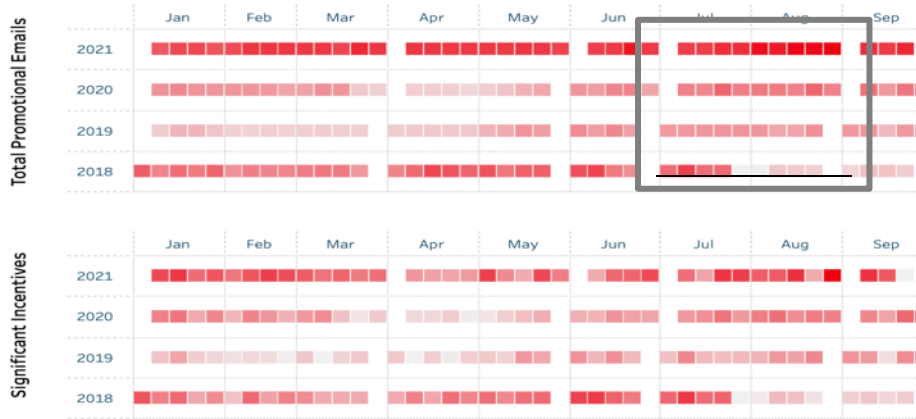 Jan Feb Mar Apr May Jun Jul Aug Sep
Total Promotional Emails
2021
2020
2019
2018
Jan Feb Mar Apr May Jun Jul Aug Sep
Significant Incentives
2021
2020
2019
2018